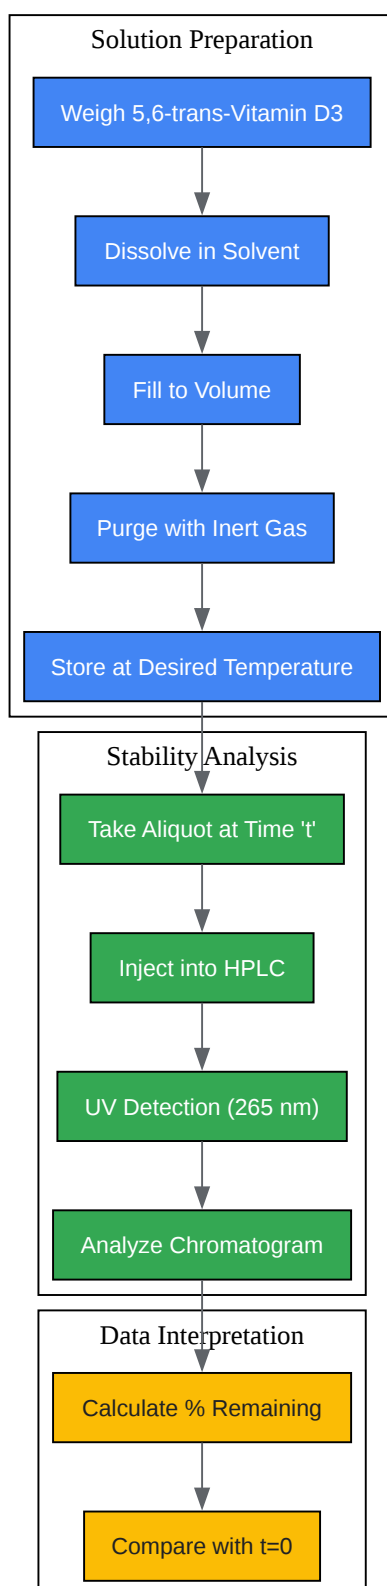 Solution Preparation
Weigh 5,6-trans-Vitamin D3
Dissolve in Solvent
Fill to Volume
Purge with Inert Gas
Store at Desired Temperature
Stability Analysis
Take Aliquot at Time 't'
Inject into HPLC
UV Detection (265 nm)
Analyze Chromatogram
Data Interpretation
Calculate % Remaining
Compare with t=0